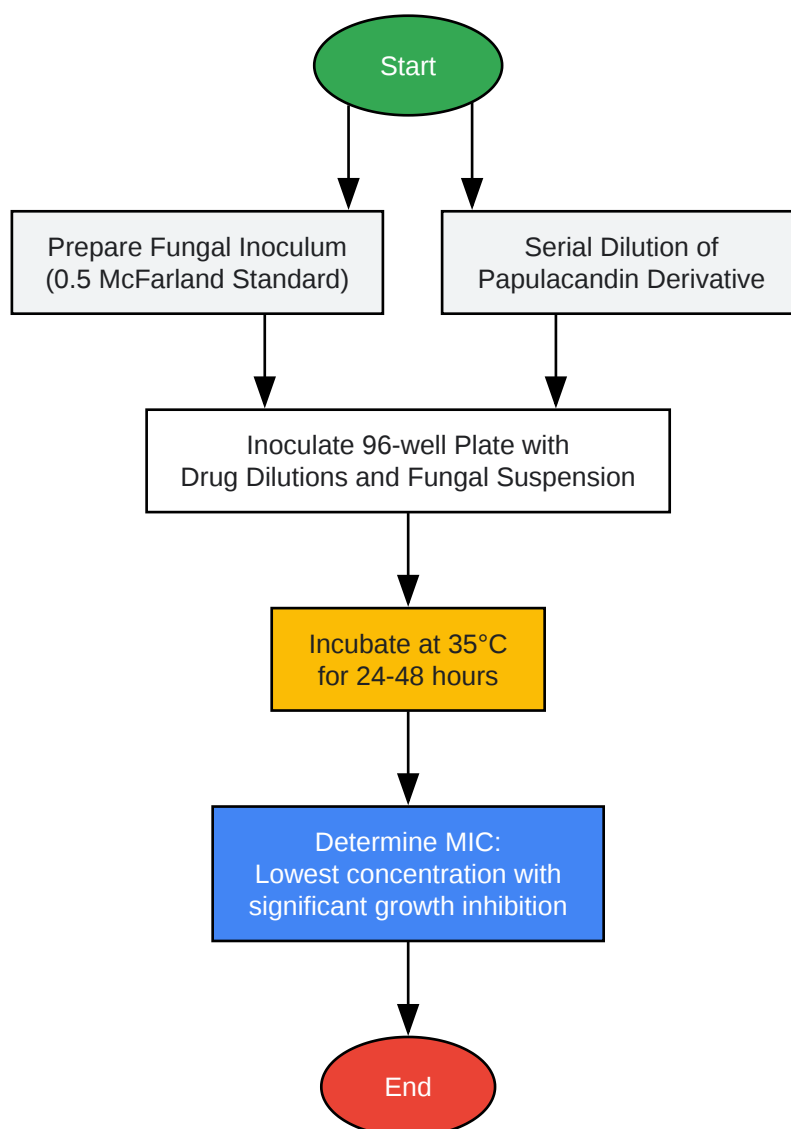 Start
Prepare Fungal Inoculum
(0.5 McFarland Standard)
Serial Dilution of
Papulacandin Derivative
Inoculate 96-well Plate with
Drug Dilutions and Fungal Suspension
Incubate at 35°C
for 24-48 hours
Determine MIC:
Lowest concentration with
significant growth inhibition
End